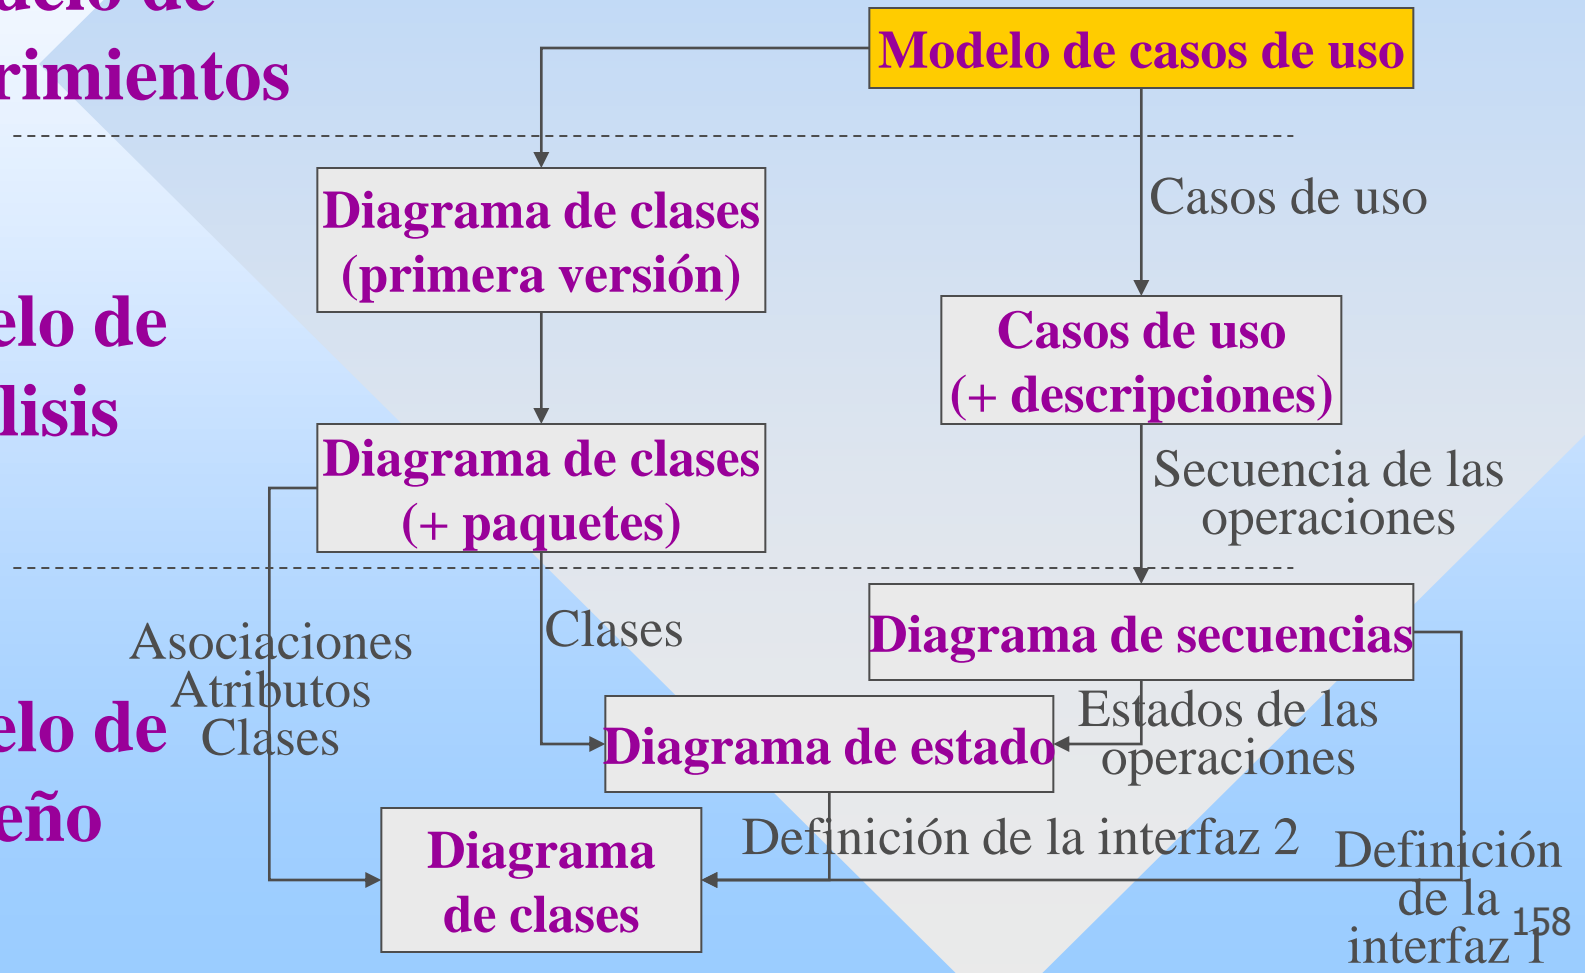 rimientos
Modelo de casos de uso
Diagrama de clases
(primera versión)
Casos de uso
elo de
lisis
Casos de uso
(+ descripciones)
Diagrama de clases
(+ paquetes)
Secuencia de las
operaciones
Asociaciones
Atributos
Clases
Clases
Diagrama de secuencias
elo de
eño
Diagrama de estado
Estados de las
operaciones
Diagrama
de clases
Definición de la interfaz 2
Definición
de la
interfaz 1
158